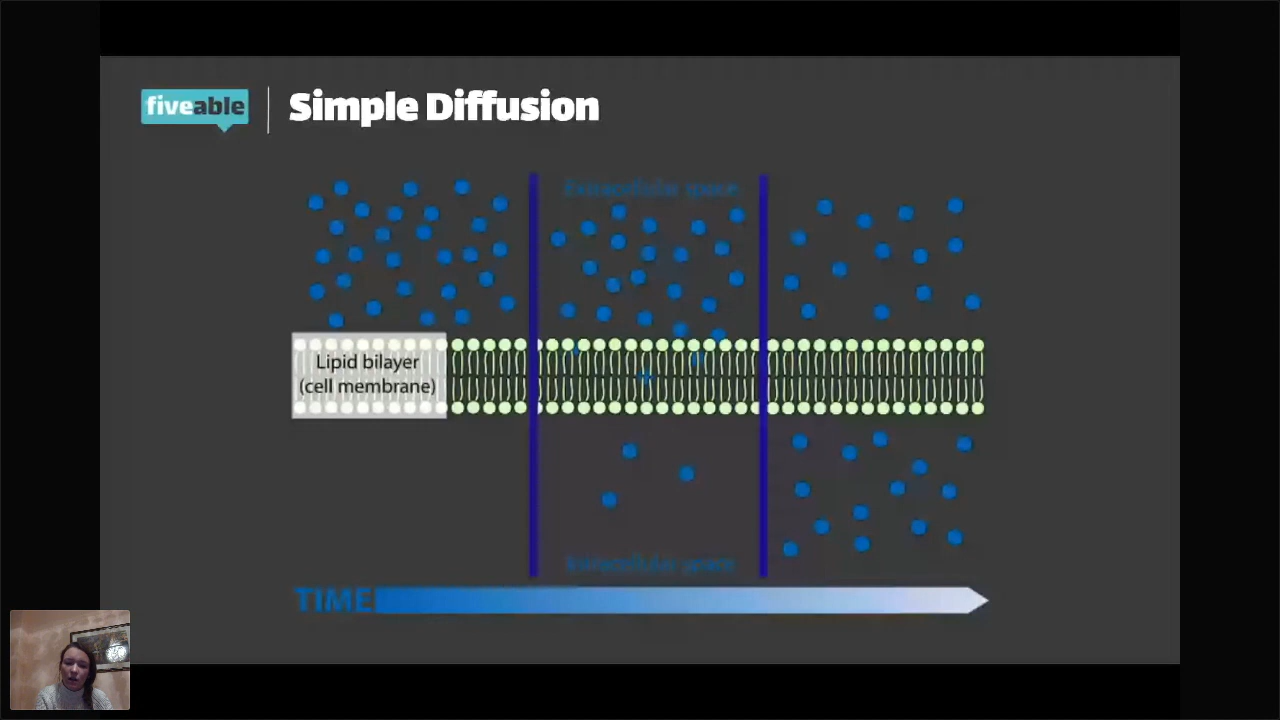 fiveable
Simple Diffusion
Extracellular space
Lipid bilayer
(cell membrane)
Intracellular space
TIME